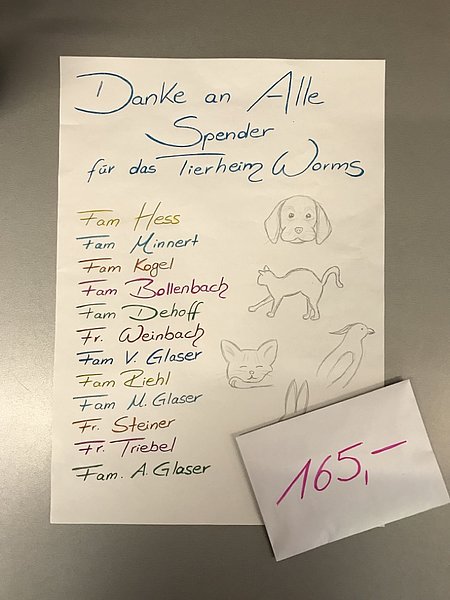 Danke an Alle
Spender
für das Tierheim Worms
Fam Hess
Fam Minnert
Fam Kogel
Fam Bollenbach
Fam Dehoff
Fr. Weinbach
Fam V. Glaser
Fam Riehl
Fam M. Glaser
Fr. Steiner
Fr. Triebel
Fam. A. Glaser
165,-